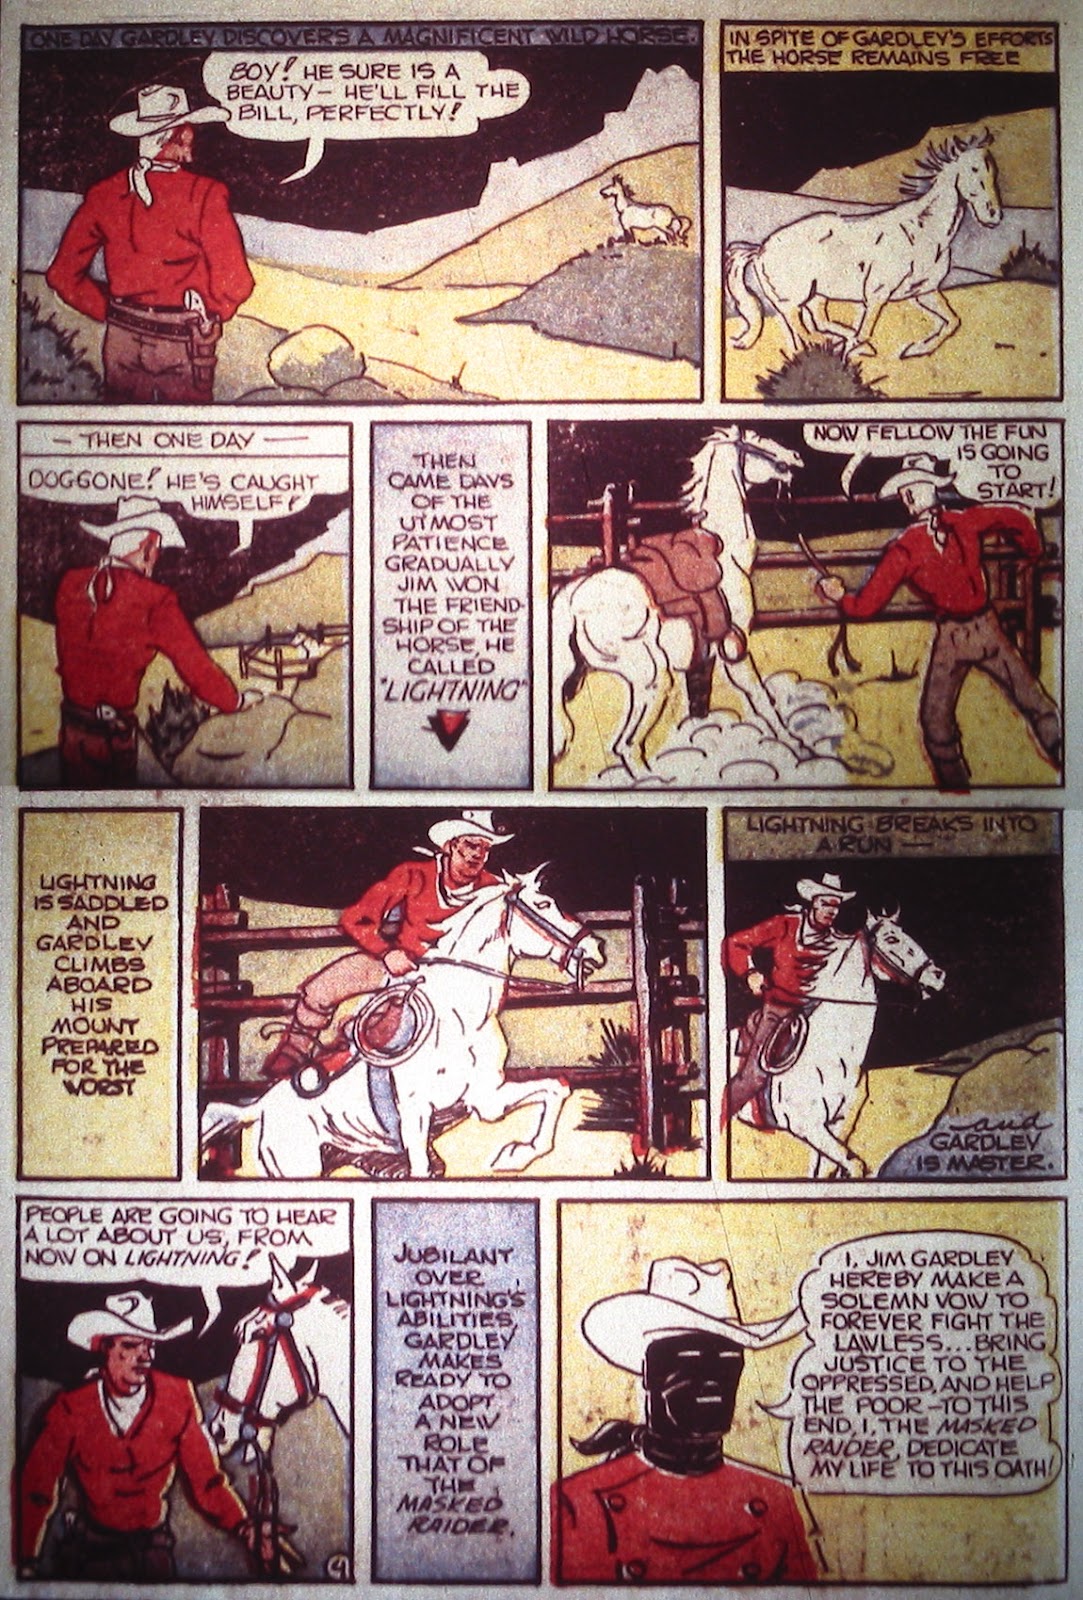 ONE DAY GARDLEY DISCOVERS A MAGNIFICENT WILD HORSE.
BOY! HE SURE IS A
BEAUTY - HE'LL FILL THE
BILL, PERFECTLY!
IN SPITE OF GARDLEY'S EFFORTS
THE HORSE REMAINS FREE
- THEN ONE DAY -
DOGGONE! HE'S CAUGHT
HIMSELF!
THEN
CAME DAYS
OF THE
UTMOST
PATIENCE
GRADUALLY
JIM WON
THE FRIEND-
SHIP OF THE
HORSE, HE
CALLED
"LIGHTNING"
NOW FELLOW THE FUN
IS GOING
TO
START!
LIGHTNING
IS SADDLED
AND
GARDLEY
CLIMBS
ABOARD
HIS
MOUNT
PREPARED
FOR THE
WORST
LIGHTNING BREAKS INTO
A RUN -
and
GARDLEY
IS MASTER.
PEOPLE ARE GOING TO HEAR
A LOT ABOUT US, FROM
NOW ON LIGHTNING!
4
JUBILANT
OVER
LIGHTNING'S
ABILITIES,
GARDLEY
MAKES
READY TO
ADOPT
A NEW
ROLE
THAT OF
THE
MASKED
RAIDER.
I, JIM GARDLEY
HEREBY MAKE A
SOLEMN VOW TO
FOREVER FIGHT THE
LAWLESS... BRING
JUSTICE TO THE
OPPRESSED, AND HELP
THE POOR - TO THIS
END, I, THE MASKED
RAIDER, DEDICATE
MY LIFE TO THIS OATH!